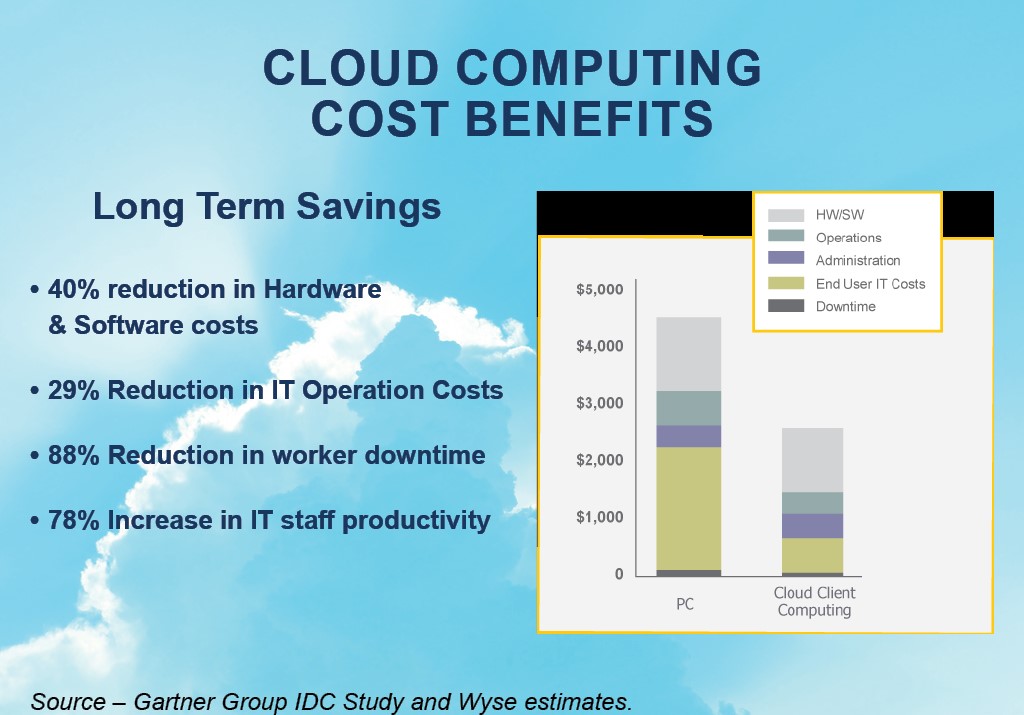 CLOUD COMPUTING
COST BENEFITS
Long Term Savings
• 40% reduction in Hardware
& Software costs
• 29% Reduction in IT Operation Costs
• 88% Reduction in worker downtime
• 78% Increase in IT staff productivity
HW/SW
Operations
Administration
End User IT Costs
Downtime
$5,000
$4,000
$3,000
$2,000
$1,000
0
PC
Cloud Client
Computing
Source – Gartner Group IDC Study and Wyse estimates.